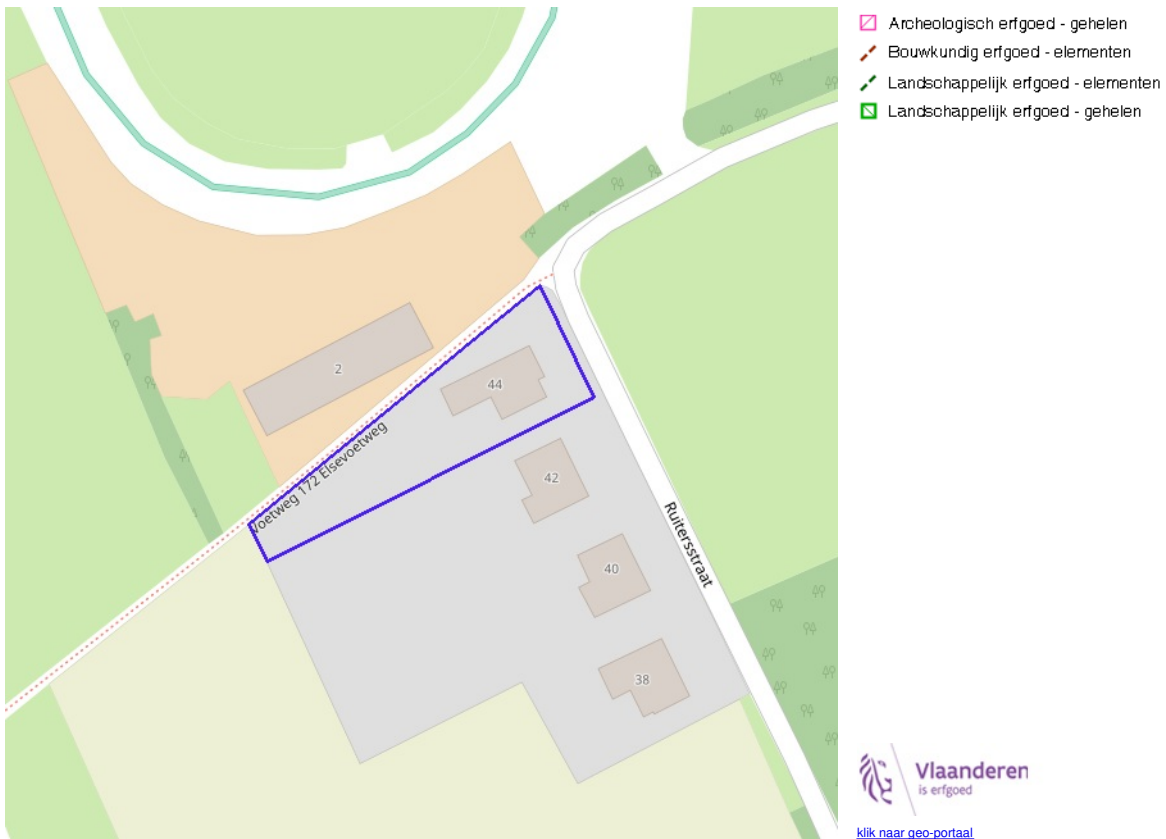 Archeologisch erfgoed - gehelen
Bouwkundig erfgoed - elementen
Landschappelijk erfgoed - elementen
Landschappelijk erfgoed - gehelen
2
44
Voetweg 172 Elsevoetweg
42
Ruitersstraat
40
38
Vlaanderen
is erfgoed
klik naar geo-portaal